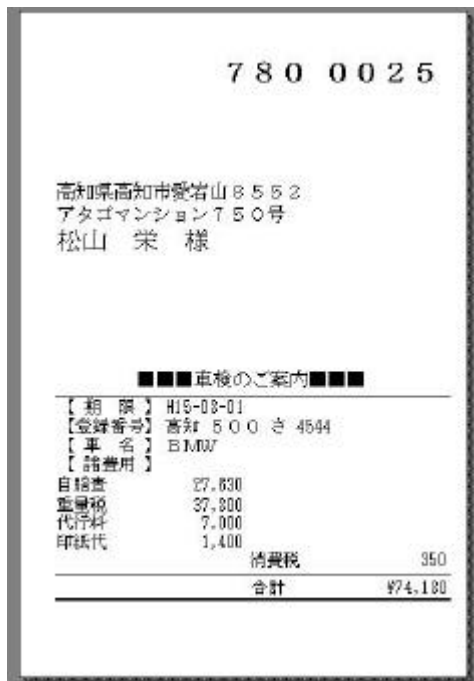 780 0025
高知県高知市愛宕山8552
アタゴマンション750号
松山 栄 様
■■■車検のご案内■■■
【 期 限 】
【登録番号】 高知 500 さ 4544
【 車 名 】 BMW
【 諸費用 】
自賠責 27,630
重量税 37,800
代行料 7,000
印紙代 1,400
消費税 350
合計 ¥74,180